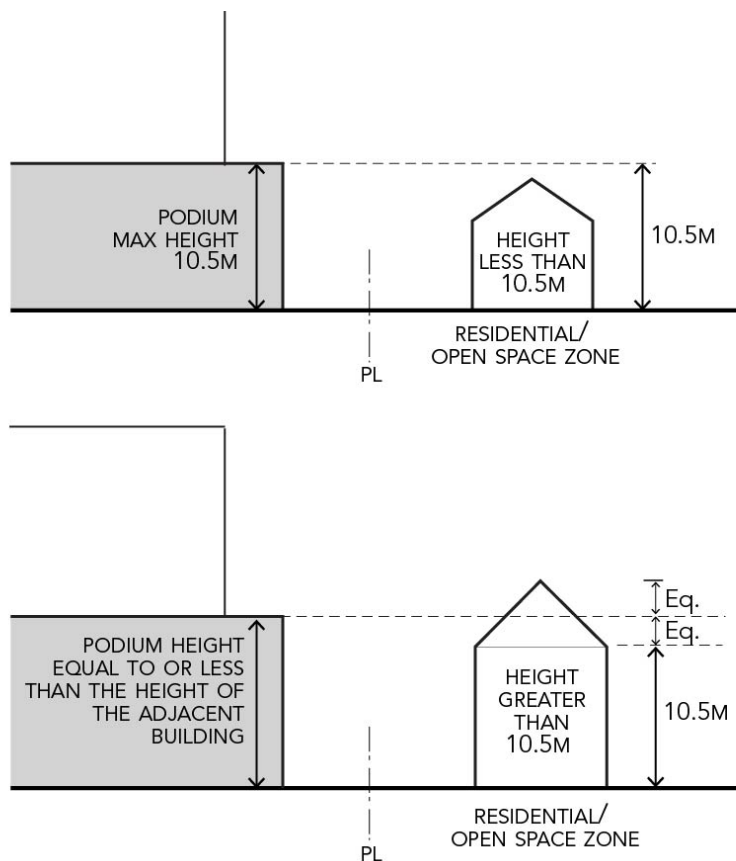 PODIUM
MAX HEIGHT
10.5M
HEIGHT
LESS THAN
10.5M
10.5M
RESIDENTIAL/
OPEN SPACE ZONE
PL
Eq.
Eq.
PODIUM HEIGHT
EQUAL TO OR LESS
THAN THE HEIGHT OF
THE ADJACENT
BUILDING
HEIGHT
GREATER
THAN
10.5M
10.5M
RESIDENTIAL/
OPEN SPACE ZONE
PL